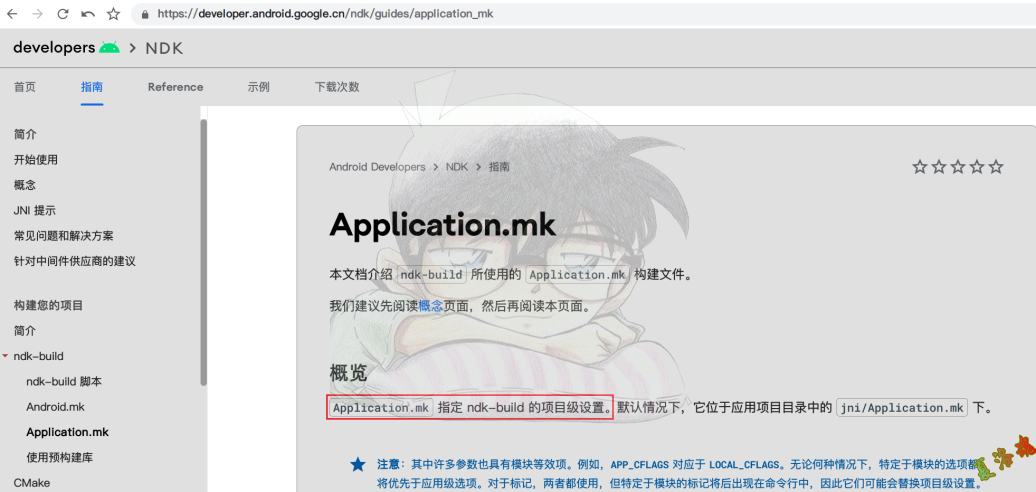 https://developer.android.google.cn/ndk/guides/application_mk
developers > NDK
首页 指南 Reference 示例 下载次数
简介
开始使用
概念
JNI 提示
常见问题和解决方案
针对中间件供应商的建议
构建您的项目
简介
ndk-build
ndk-build 脚本
Android.mk
Application.mk
使用预构建库
CMake
Android Developers > NDK > 指南
Application.mk
本文档介绍 ndk-build 所使用的 Application.mk 构建文件。
我们建议先阅读概念页面，然后再阅读本页面。
概览
Application.mk 指定 ndk-build 的项目级设置。默认情况下，它位于应用项目目录中的 jni/Application.mk 下。
注意：其中许多参数也具有模块等效项。例如，APP_CFLAGS 对应于 LOCAL_CFLAGS。无论何种情况下，特定于模块的选项都
将优先于应用级选项。对于标记，两者都使用，但特定于模块的标记将后出现在命令行中，因此它们可能会替换项目级设置。